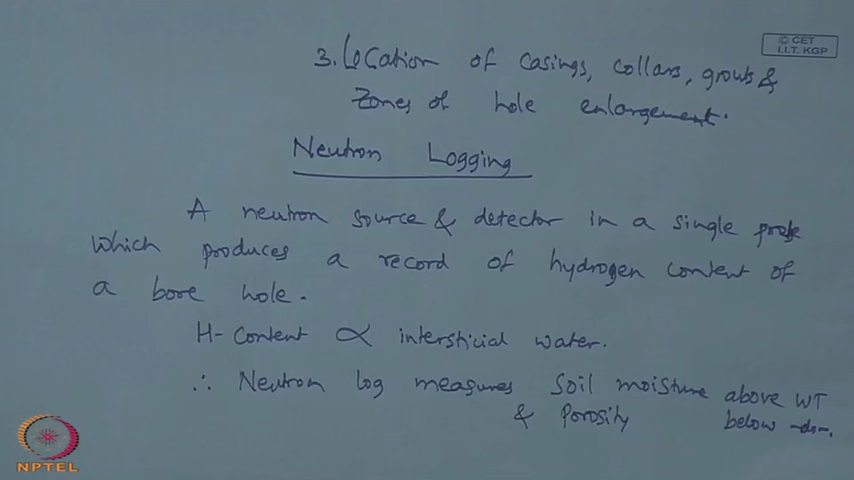 © CET
I.I.T. KGP
3. Location of casings, collars, grouts &
Zones of hole enlargement.
Neutron Logging
A neutron source & detector in a single probe
which produces a record of hydrogen content of
a bore hole.
H- Content ∝ intersticial water.
∴ Neutron log measures Soil moisture above WT
& Porosity below -do-.
NPTEL